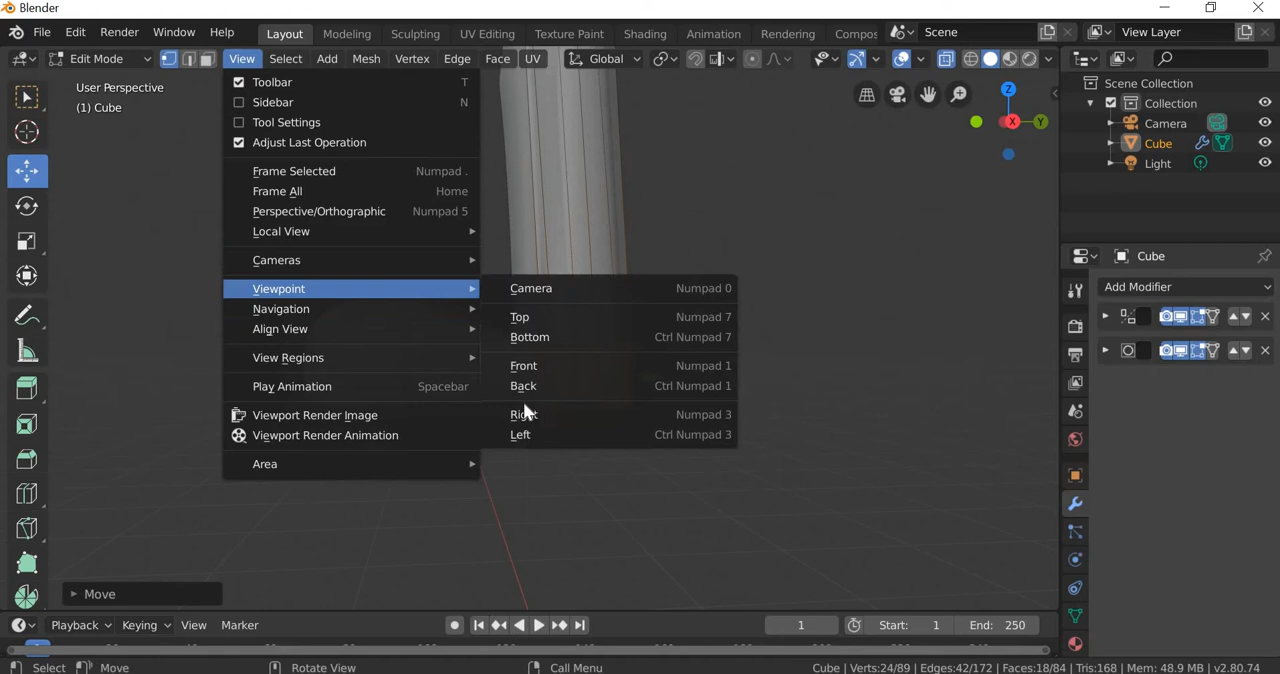 Blender
File Edit Render Window Help Layout Modeling Sculpting UV Editing Texture Paint Shading Animation Rendering Compos Scene View Layer
Edit Mode View Select Add Mesh Vertex Edge Face UV Global
User Perspective
(1) Cube
Toolbar T
Sidebar N
Tool Settings
Adjust Last Operation
Frame Selected Numpad .
Frame All Home
Perspective/Orthographic Numpad 5
Local View
Cameras
Viewpoint
Navigation
Align View
View Regions
Play Animation Spacebar
Viewport Render Image
Viewport Render Animation
Area
Camera Numpad 0
Top Numpad 7
Bottom Ctrl Numpad 7
Front Numpad 1
Back Ctrl Numpad 1
Right Numpad 3
Left Ctrl Numpad 3
Z
X
Y
Scene Collection
Collection
Camera
Cube
Light
Cube
Add Modifier
Move
Playback Keying View Marker 1 Start: 1 End: 250
Select Move Rotate View Call Menu Cube | Verts:24/89 | Edges:42/172 | Faces:18/84 | Tris:168 | Mem: 48.9 MB | v2.80.74